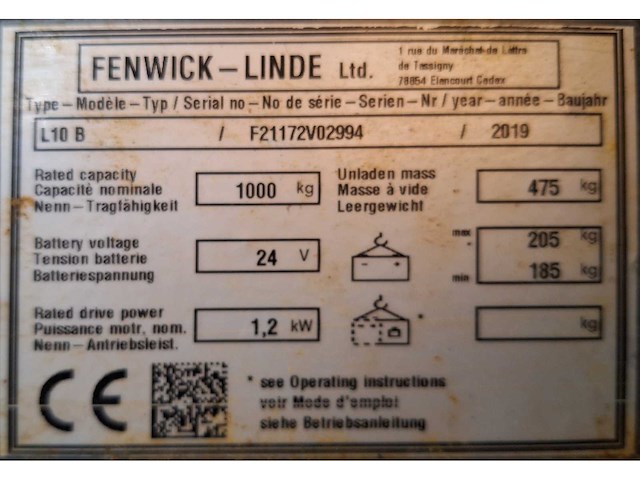 FENWICK – LINDE Ltd.
1 rue du Maréchal-de Lattre
de Tassigny
78854 Elancourt Cedex
Type – Modèle – Typ / Serial no – No de série – Serien – Nr / year – année – Baujahr
L10 B / F21172V02994 / 2019
Rated capacity
Capacité nominale
Nenn – Tragfähigkeit
1000 kg
Unladen mass
Masse à vide
Leergewicht
475 kg
Battery voltage
Tension batterie
Batteriespannung
24 V
max 205 kg
min 185 kg
Rated drive power
Puissance motr, nom.
Nenn – Antriebsleist.
1,2 kW
* kg
CE
* see Operating instructions
voir Mode d'emploi
siehe Betriebsanleitung